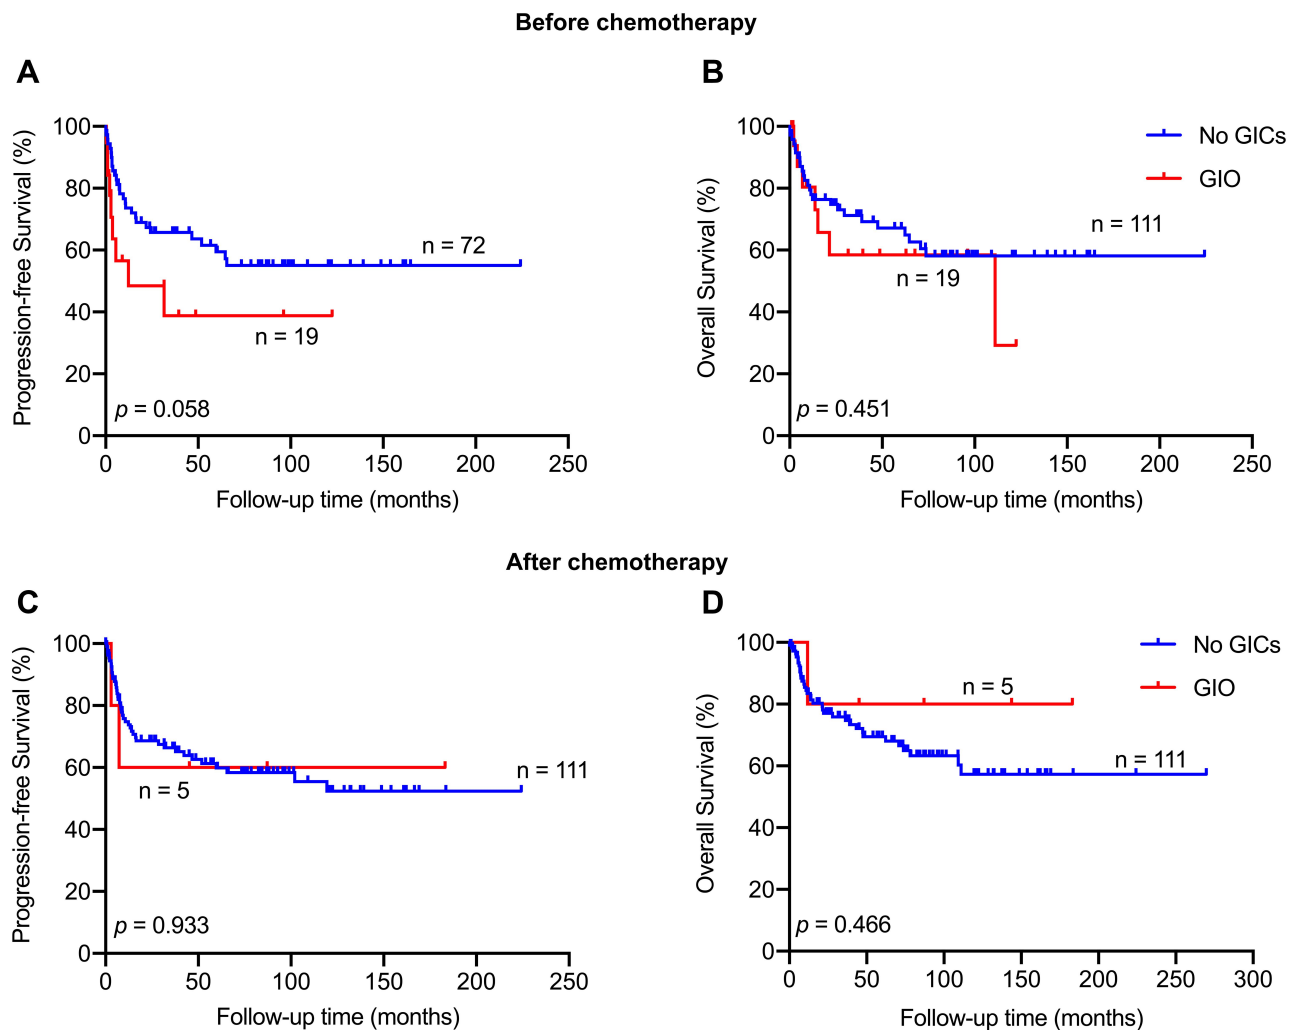 Before chemotherapy
A
B
Progression-free Survival (%)
100
80
60
40
20
0
0 50 100 150 200 250
Follow-up time (months)
n = 72
n = 19
p = 0.058
Overall Survival (%)
100
80
60
40
20
0
0 50 100 150 200 250
Follow-up time (months)
No GICs
GIO
n = 111
n = 19
p = 0.451
After chemotherapy
C
D
Progression-free Survival (%)
100
80
60
40
20
0
0 50 100 150 200 250
Follow-up time (months)
n = 111
n = 5
p = 0.933
Overall Survival (%)
100
80
60
40
20
0
0 50 100 150 200 250 300
Follow-up time (months)
No GICs
GIO
n = 5
n = 111
p = 0.466